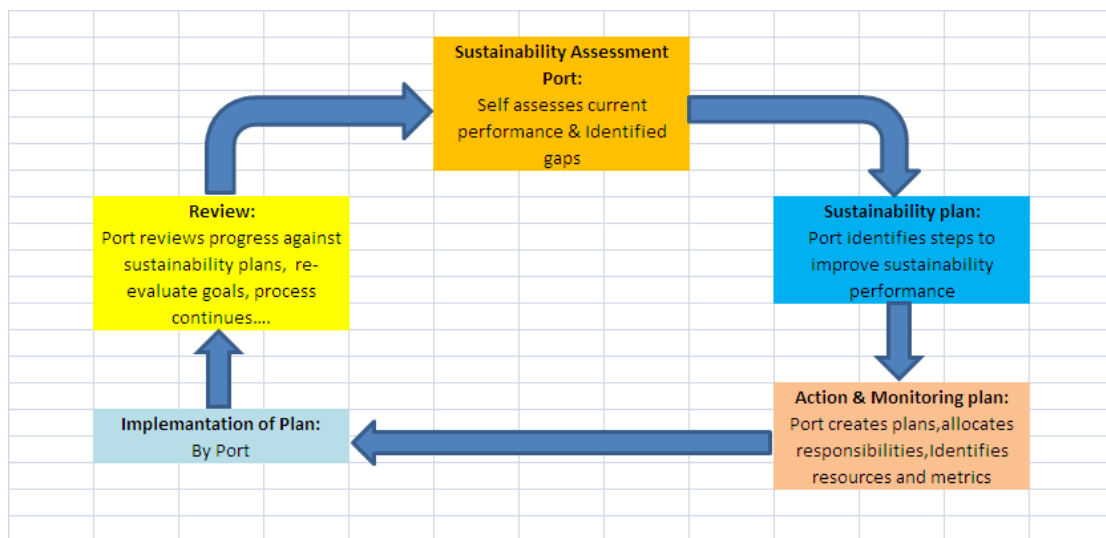 Sustainability Assessment
Port:
Self assesses current
performance & Identified
gaps
Sustainability plan:
Port identifies steps to
improve sustainability
performance
Action & Monitoring plan:
Port creates plans,allocates
responsibilities,Identifies
resources and metrics
Implemantation of Plan:
By Port
Review:
Port reviews progress against
sustainability plans,  re-
evaluate goals, process
continues....